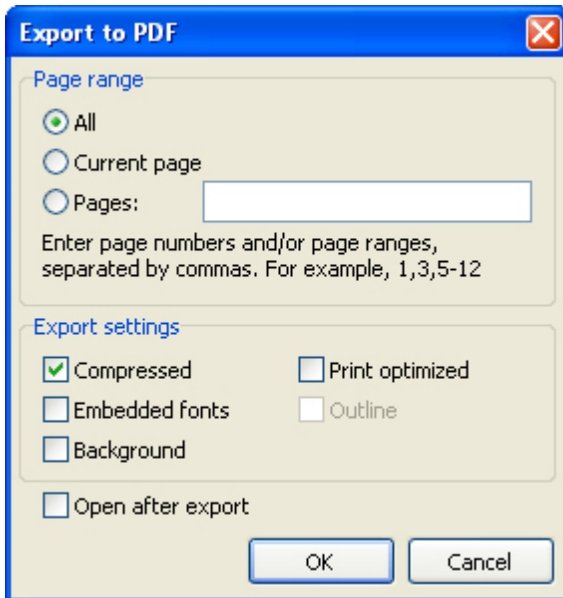 Export to PDF
Page range
All
Current page
Pages:
Enter page numbers and/or page ranges,
separated by commas. For example, 1,3,5-12
Export settings
Compressed
Print optimized
Embedded fonts
Outline
Background
Open after export
OK
Cancel